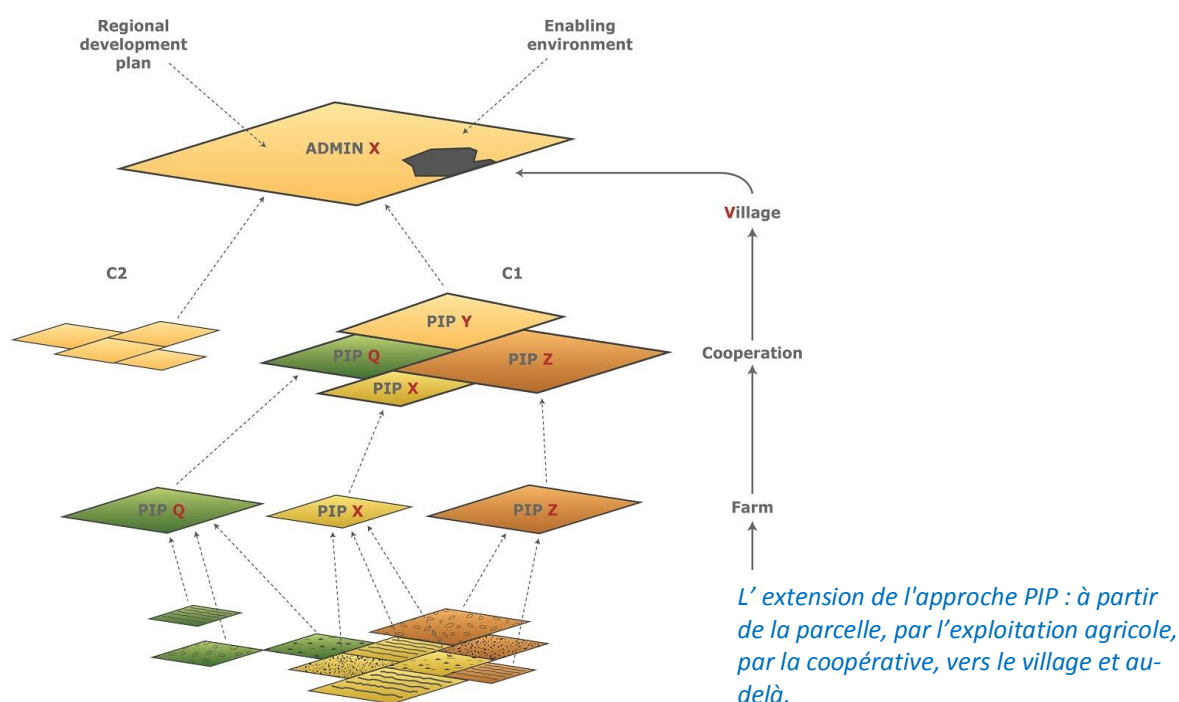 Regional
development
plan
Enabling
environment
ADMIN X
Village
C2
C1
PIP Y
PIP Q
PIP Z
PIP X
Cooperation
PIP Q
PIP X
PIP Z
Farm
L’ extension de l'approche PIP : à partir
de la parcelle, par l’exploitation agricole,
par la coopérative, vers le village et au-
delà.